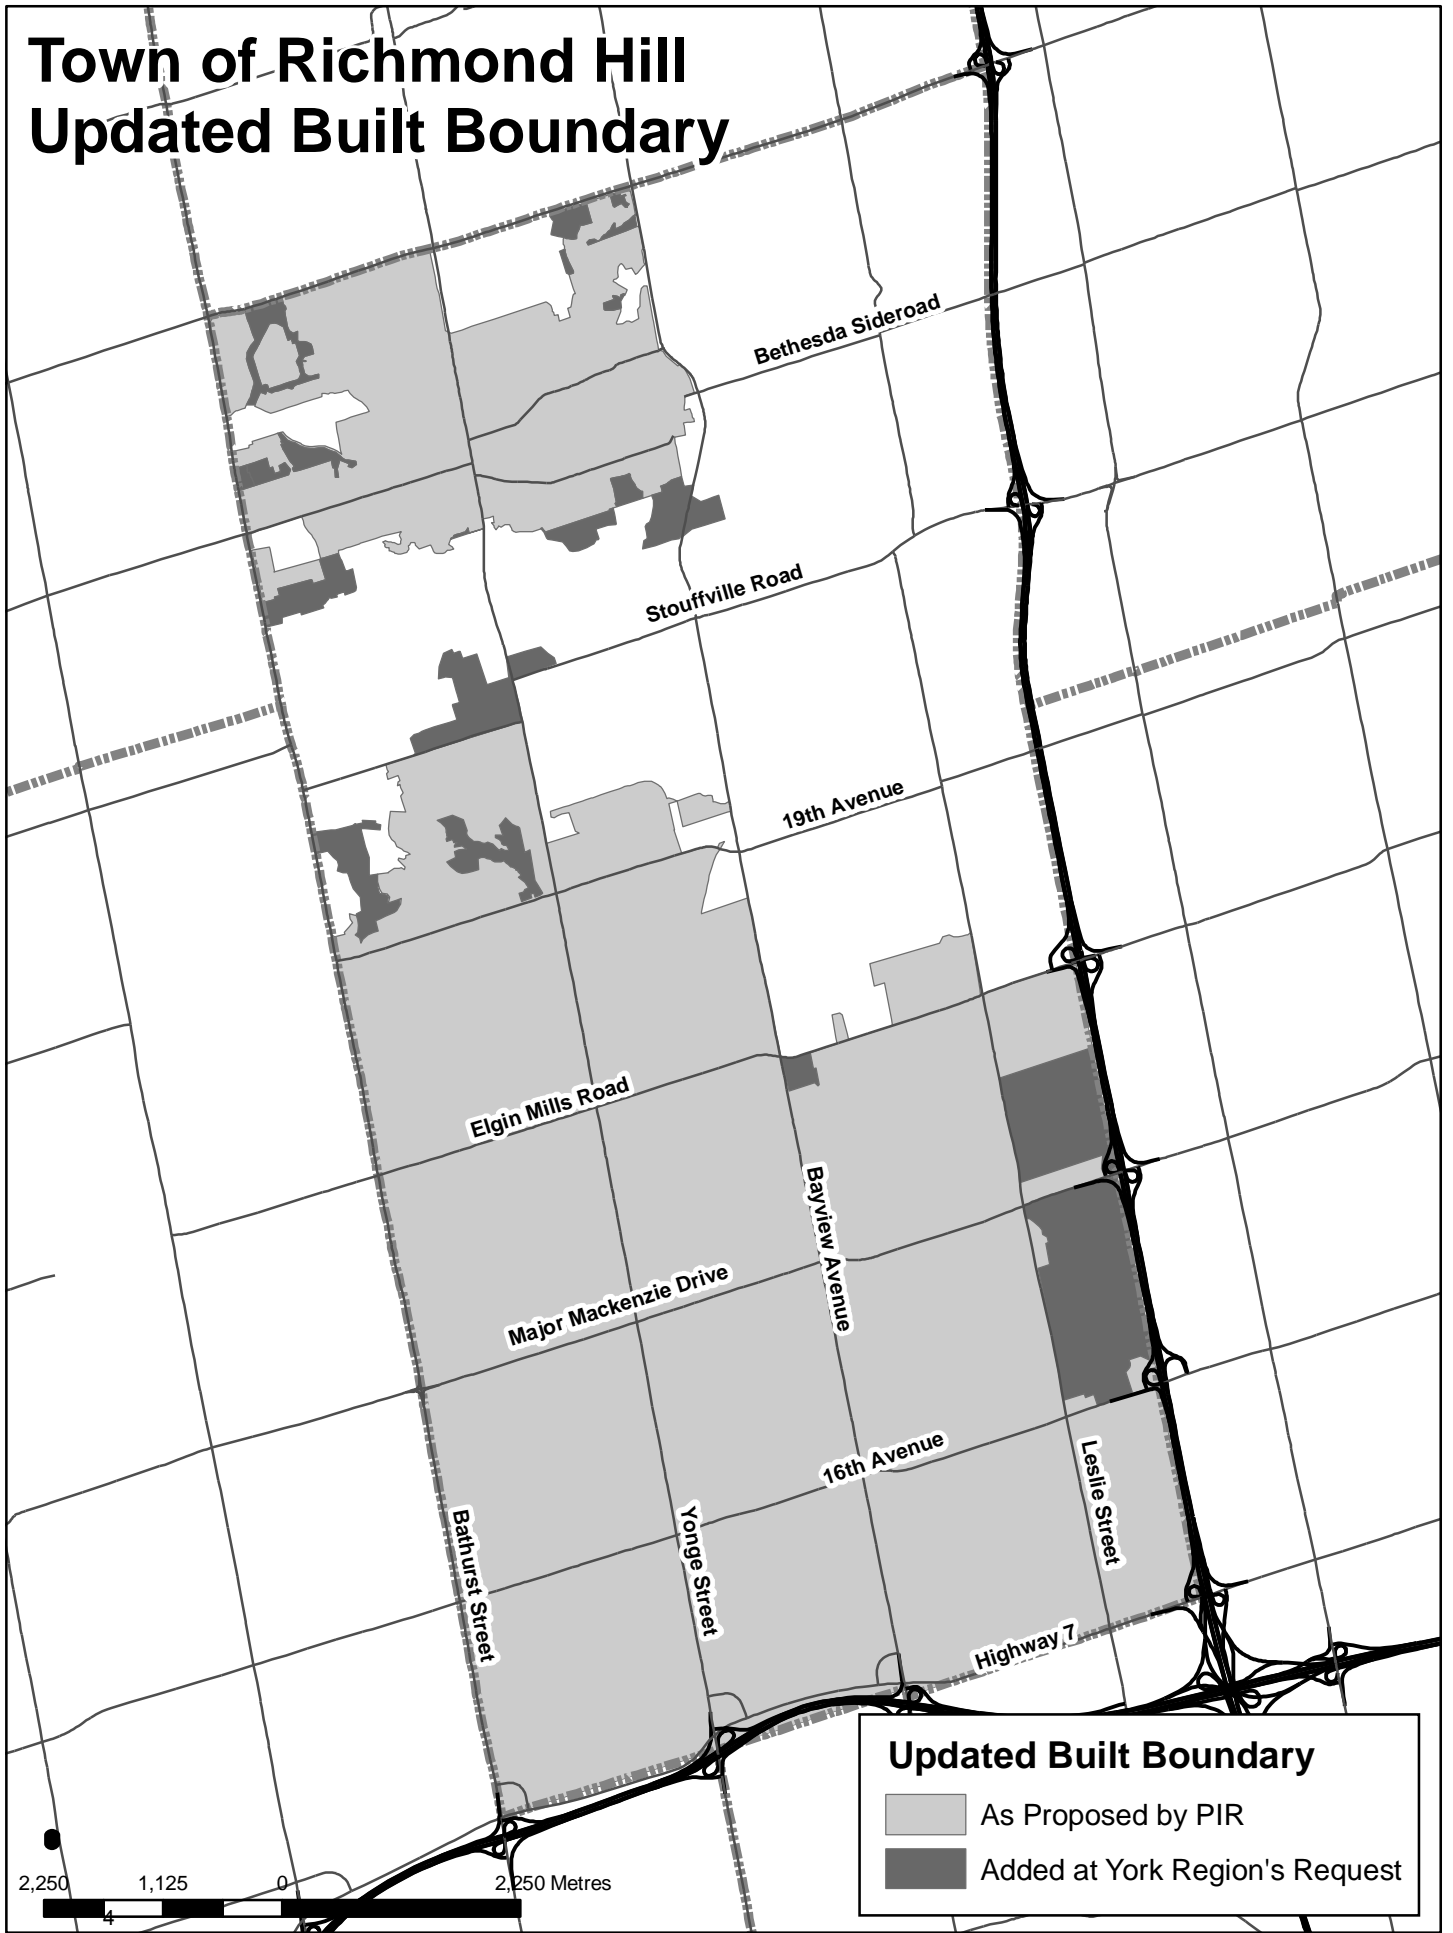 Town of Richmond Hill
Updated Built Boundary
Bethesda Sideroad
Stouffville Road
19th Avenue
Elgin Mills Road
Bayview Avenue
Major Mackenzie Drive
16th Avenue
Leslie Street
Bathurst Street
Yonge Street
Highway 7
Updated Built Boundary
As Proposed by PIR
Added at York Region's Request
2,250 1,125 0 2,250 Metres
4